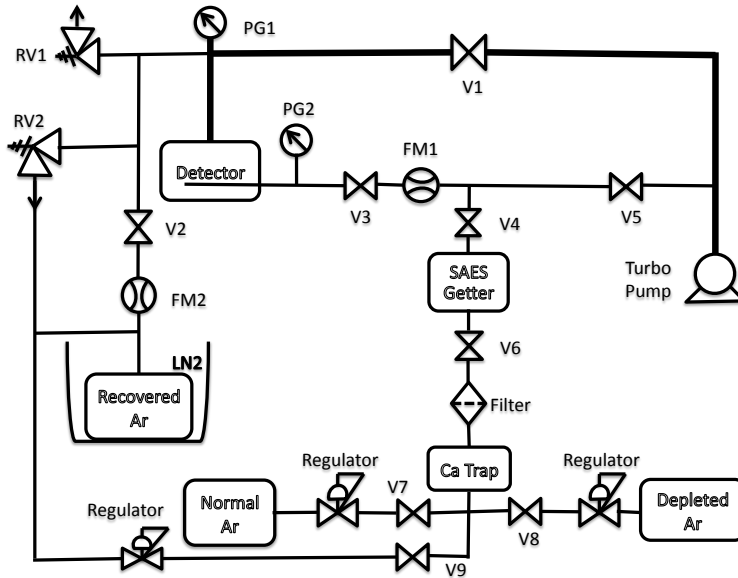 PG1
RV1
V1
PG2
RV2
FM1
Detector
V3
V2
V4
V5
SAES
Getter
Turbo
Pump
FM2
V6
LN2
Recovered
Ar
Filter
Regulator
Ca Trap
Regulator
V7
Normal
Ar
Depleted
Ar
Regulator
V8
V9